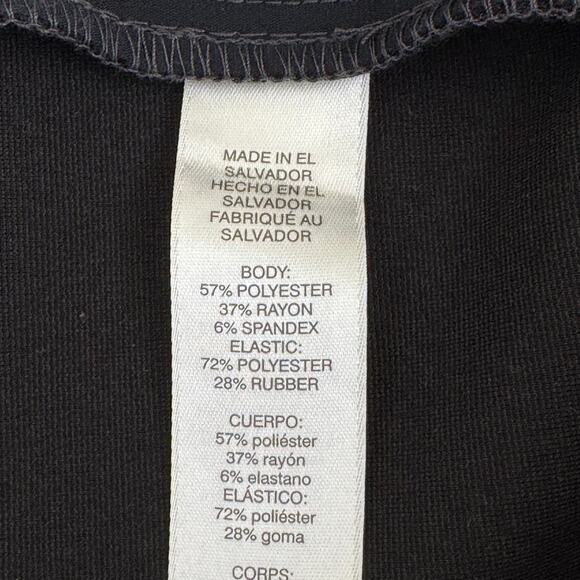 MADE IN EL
SALVADOR
HECHO EN EL
SALVADOR
FABRIQUÉ AU
SALVADOR
BODY:
57% POLYESTER
37% RAYON
6% SPANDEX
ELASTIC:
72% POLYESTER
28% RUBBER
CUERPO:
57% poliéster
37% rayón
6% elastano
ELÁSTICO:
72% poliéster
28% goma
CORPS: